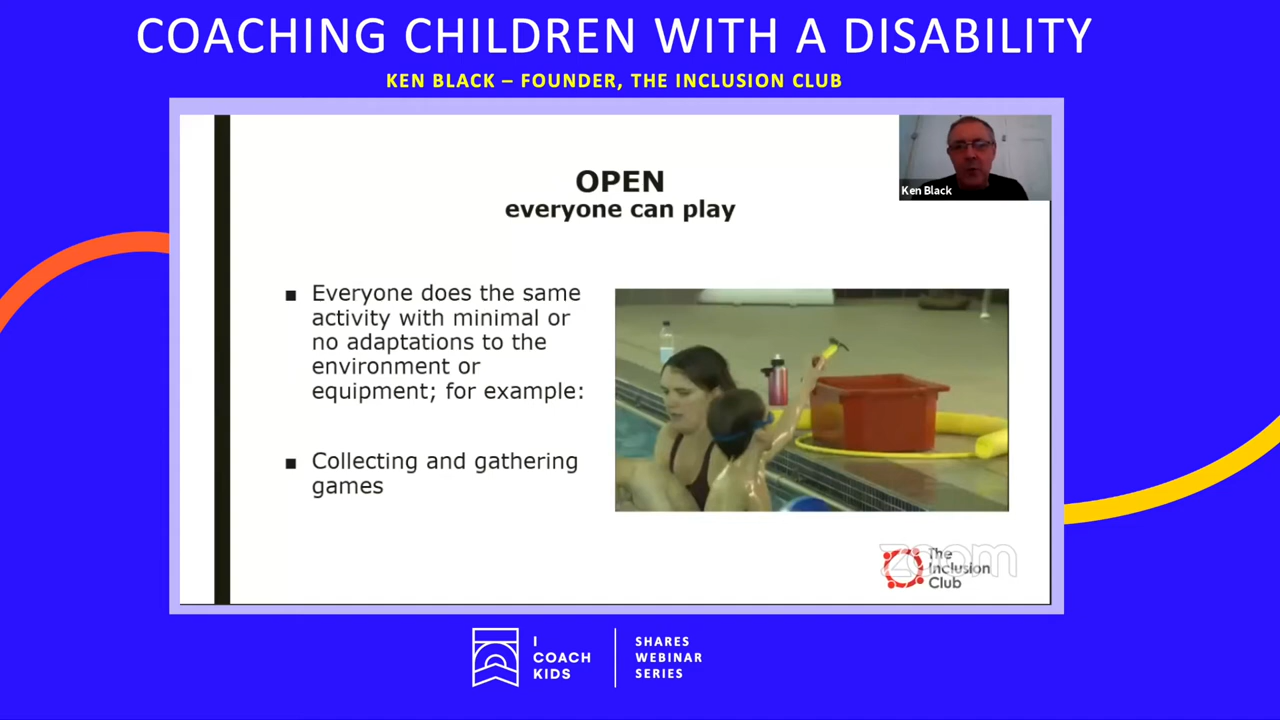 COACHING CHILDREN WITH A DISABILITY
KEN BLACK – FOUNDER, THE INCLUSION CLUB
Ken Black
OPEN
everyone can play
▪ Everyone does the same
activity with minimal or
no adaptations to the
environment or
equipment; for example:
▪ Collecting and gathering
games
zoom
The
Inclusion
Club
I
COACH
KIDS
SHARES
WEBINAR
SERIES